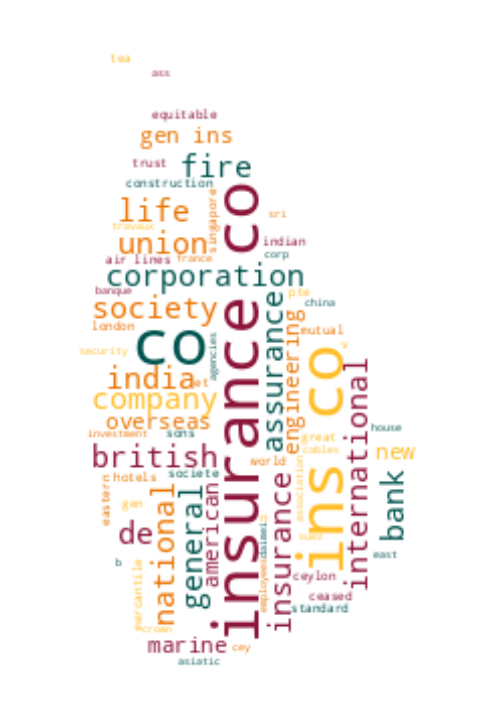 tea
ass
equitable
gen ins
trust
fire
construction
life
singapore
insurance co
sri
travaux
union
indian
air lines
france
corp
corporation
banque
assurance
pte
society
china
london
engineering
mutual
co
agencies
ins co
v
security
india
et
international
company
overseas
house
investment
sons
great
british
cables
new
world
societe
hotels
eastern
national
general
american
insurance
association
bank
gen
de
suez
east
b
mercantile
employees
ceylon
ceased
standard
crown
marine
cey
asiatic